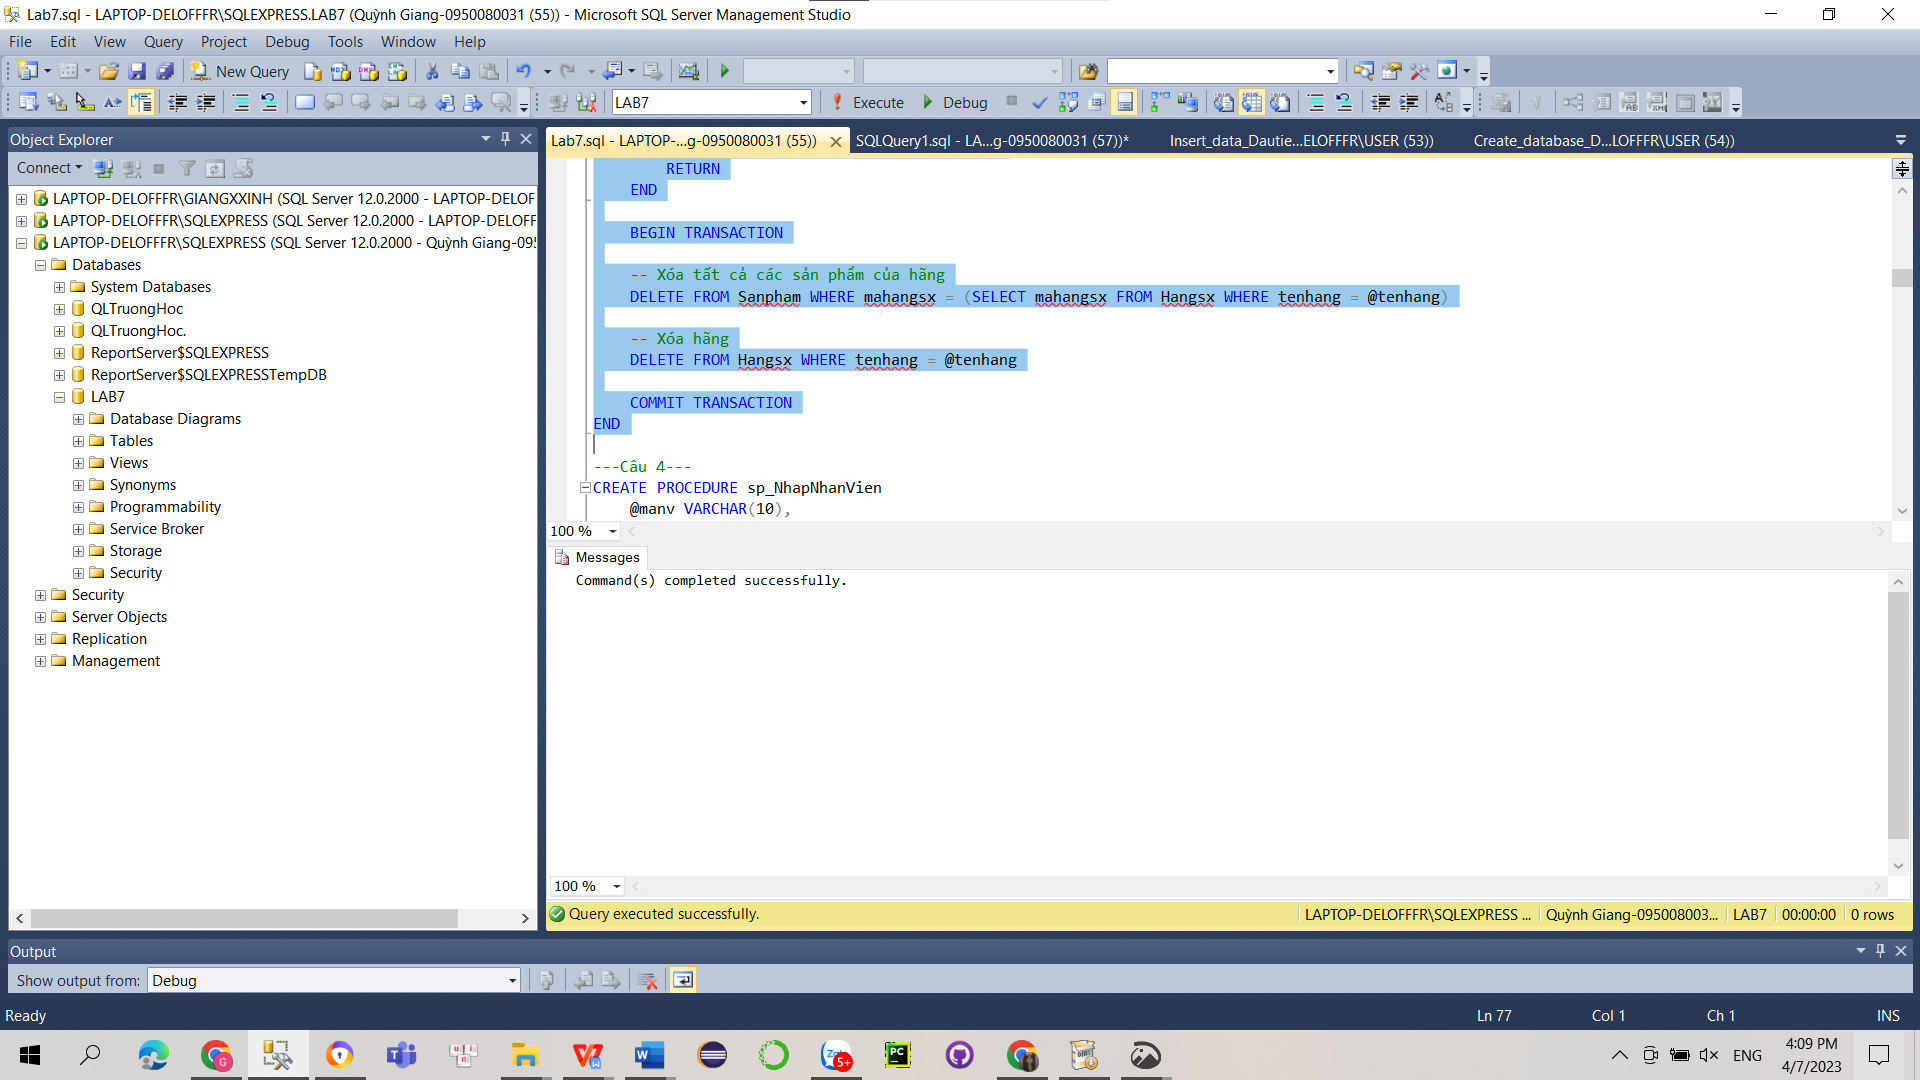 Lab7.sql - LAPTOP-DELOFFFR\SQLEXPRESS.LAB7 (Quỳnh Giang-0950080031 (55)) - Microsoft SQL Server Management Studio
File Edit View Query Project Debug Tools Window Help
New Query
LAB7 Execute Debug
Object Explorer
Connect
LAPTOP-DELOFFFR\GIANGXXINH (SQL Server 12.0.2000 - LAPTOP-DELOF
LAPTOP-DELOFFFR\SQLEXPRESS (SQL Server 12.0.2000 - LAPTOP-DELOFF
LAPTOP-DELOFFFR\SQLEXPRESS (SQL Server 12.0.2000 - Quỳnh Giang-09
Databases
System Databases
QLTruongHoc
QLTruongHoc.
ReportServer$SQLEXPRESS
ReportServer$SQLEXPRESSTempDB
LAB7
Database Diagrams
Tables
Views
Synonyms
Programmability
Service Broker
Storage
Security
Security
Server Objects
Replication
Management
Lab7.sql - LAPTOP-...g-0950080031 (55)) SQLQuery1.sql - LA...g-0950080031 (57))* Insert_data_Dautie...ELOFFFR\USER (53)) Create_database_D...LOFFFR\USER (54))
RETURN
END
BEGIN TRANSACTION
-- Xóa tất cả các sản phẩm của hãng
DELETE FROM Sanpham WHERE mahangsx = (SELECT mahangsx FROM Hangsx WHERE tenhang = @tenhang)
-- Xóa hãng
DELETE FROM Hangsx WHERE tenhang = @tenhang
COMMIT TRANSACTION
END
---Câu 4---
CREATE PROCEDURE sp_NhapNhanVien
@manv VARCHAR(10),
100 %
Messages
Command(s) completed successfully.
100 %
Query executed successfully. LAPTOP-DELOFFFR\SQLEXPRESS ... Quỳnh Giang-095008003... LAB7 00:00:00 0 rows
Output
Show output from: Debug
Ready Ln 77 Col 1 Ch 1 INS
5+
PC
ENG
4:09 PM
4/7/2023